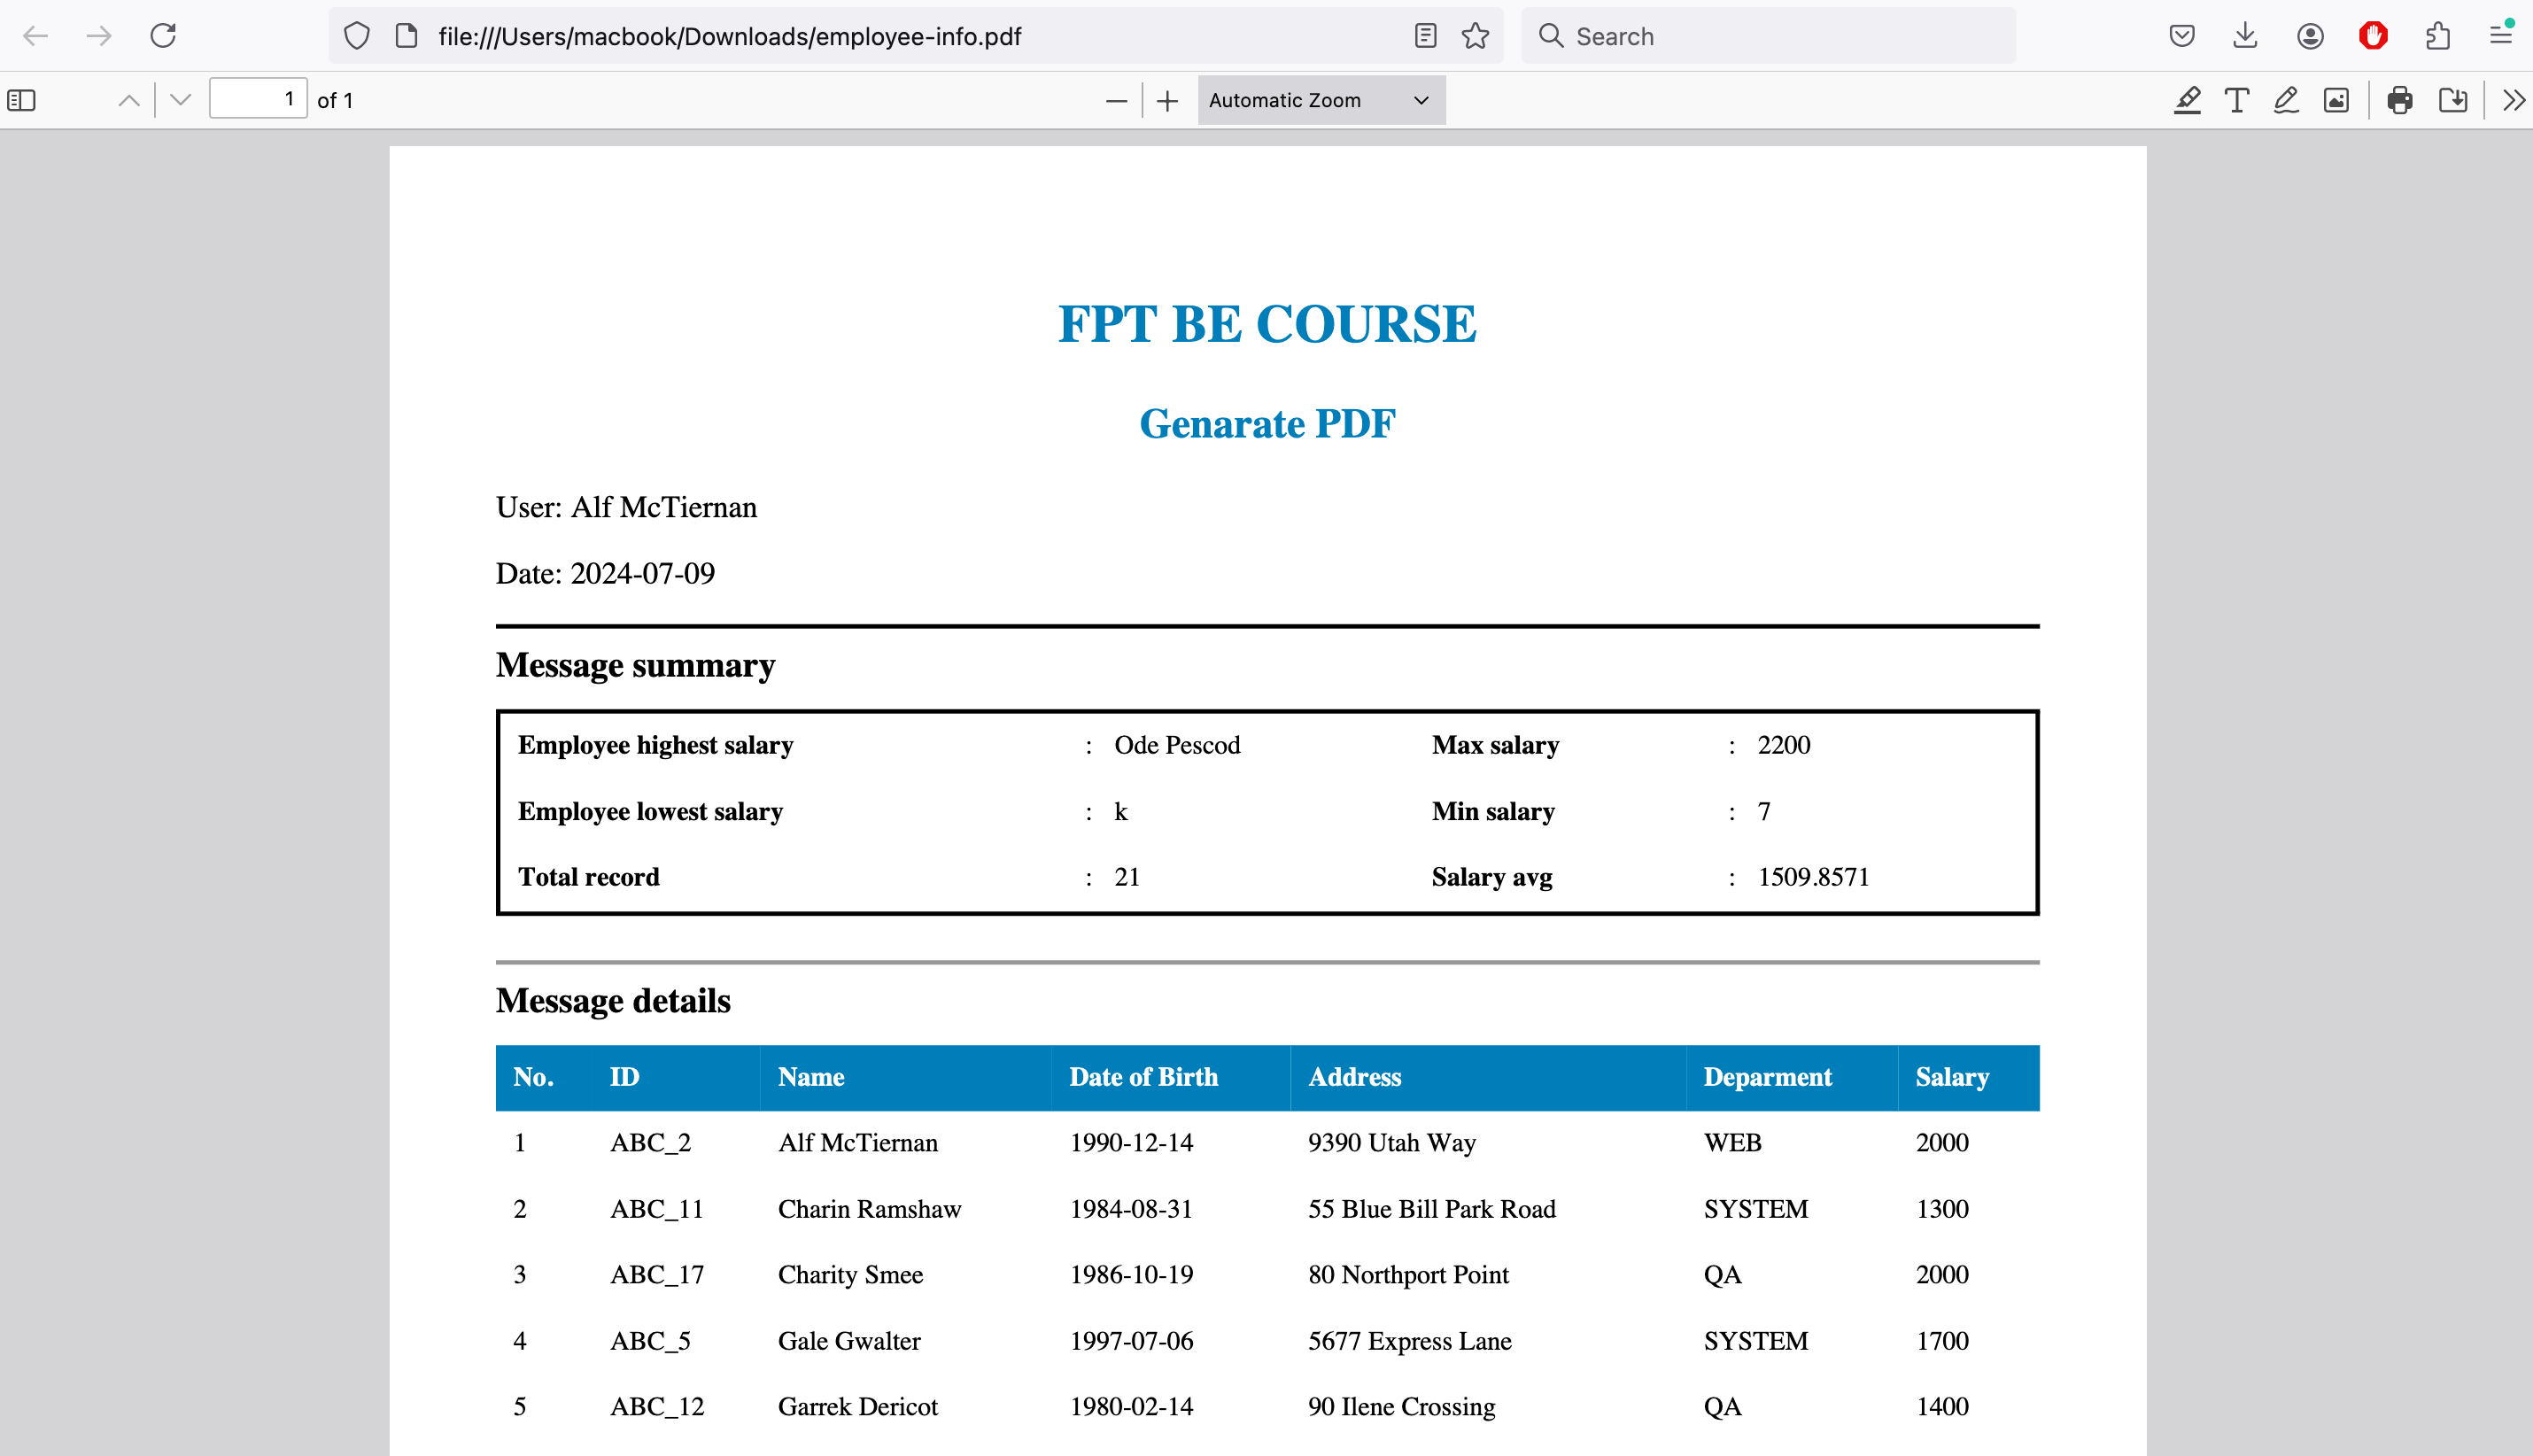 file:///Users/macbook/Downloads/employee-info.pdf
Search
1 of 1
Automatic Zoom
FPT BE COURSE
Genarate PDF
User: Alf McTiernan
Date: 2024-07-09
Message summary
Employee highest salary : Ode Pescod Max salary : 2200
Employee lowest salary : k Min salary : 7
Total record : 21 Salary avg : 1509.8571
Message details
No. ID Name Date of Birth Address Deparment Salary
1 ABC_2 Alf McTiernan 1990-12-14 9390 Utah Way WEB 2000
2 ABC_11 Charin Ramshaw 1984-08-31 55 Blue Bill Park Road SYSTEM 1300
3 ABC_17 Charity Smee 1986-10-19 80 Northport Point QA 2000
4 ABC_5 Gale Gwalter 1997-07-06 5677 Express Lane SYSTEM 1700
5 ABC_12 Garrek Dericot 1980-02-14 90 Ilene Crossing QA 1400